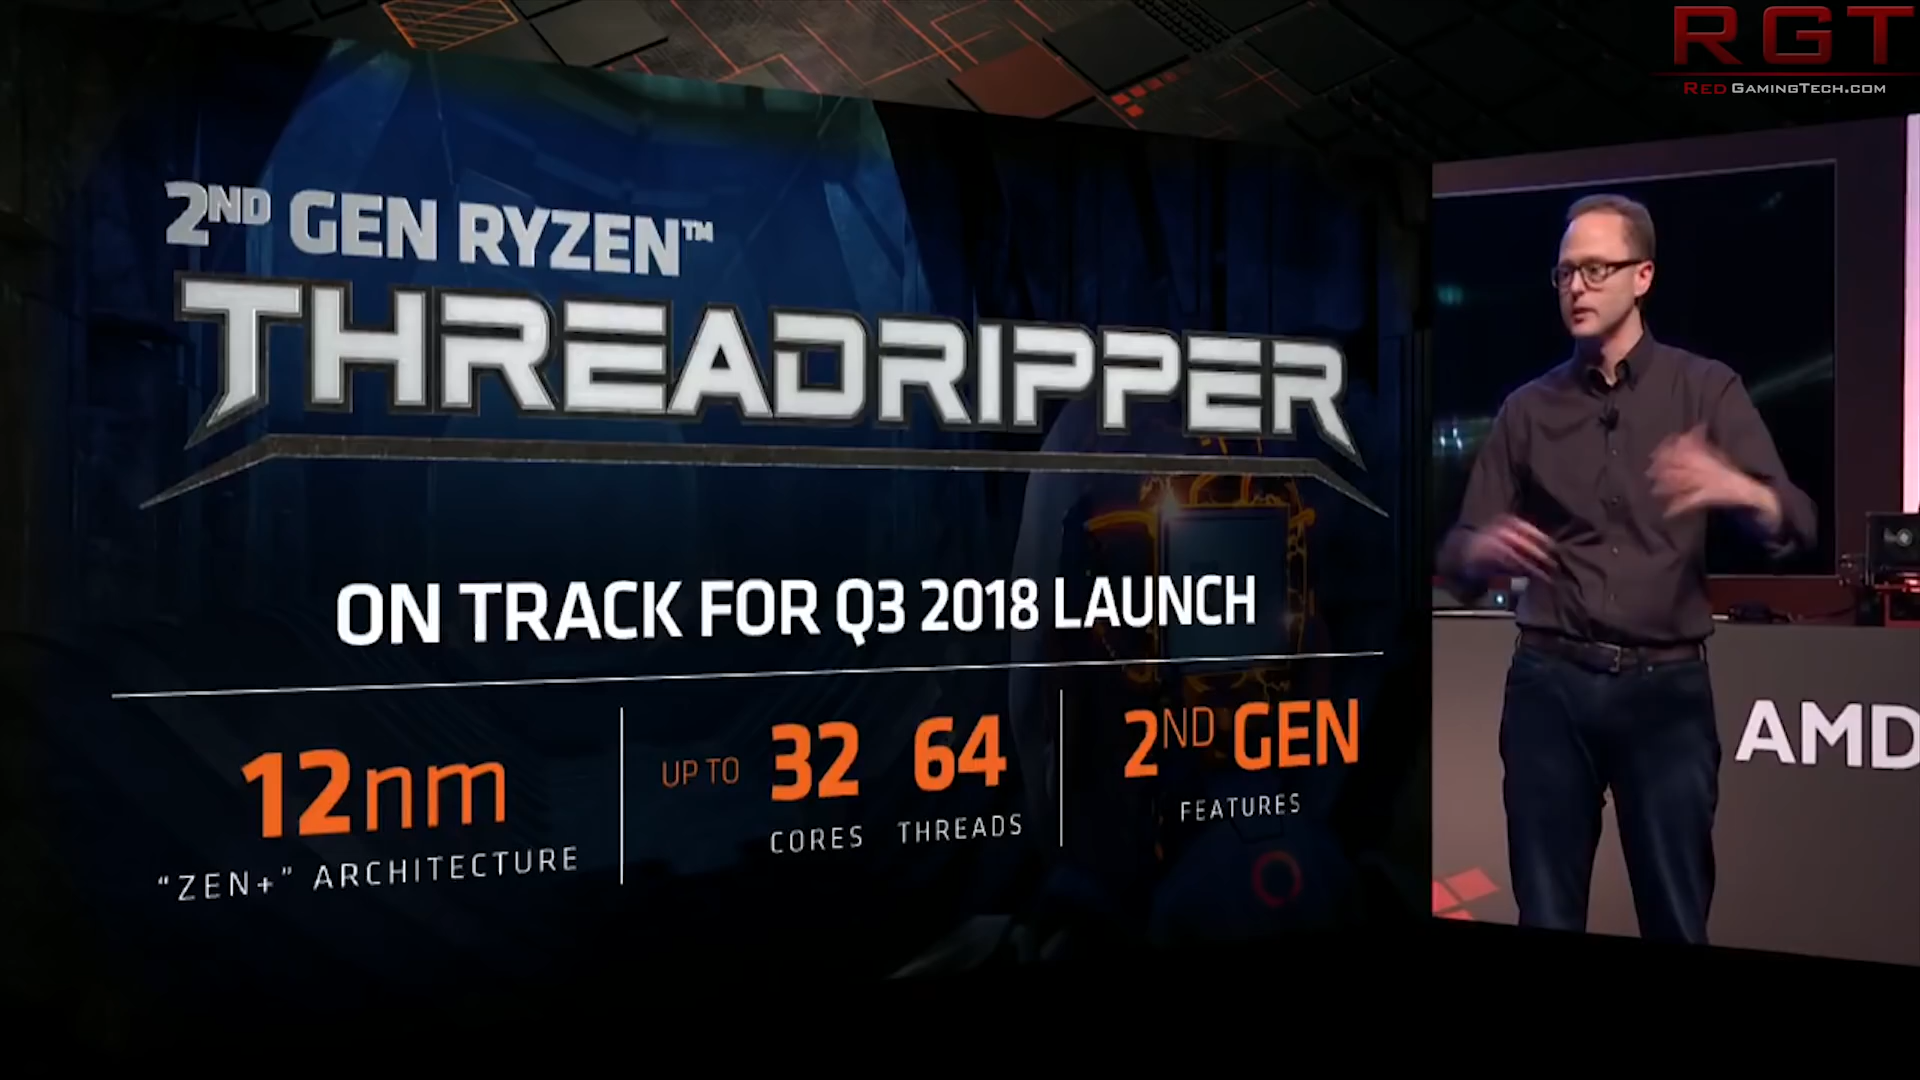 RGT
RED GAMINGTECH.COM
2ND GEN RYZEN™
THREADRIPPER
ON TRACK FOR Q3 2018 LAUNCH
12nm
"ZEN+" ARCHITECTURE
UP TO 32 64
CORES THREADS
2ND GEN
FEATURES
AMD